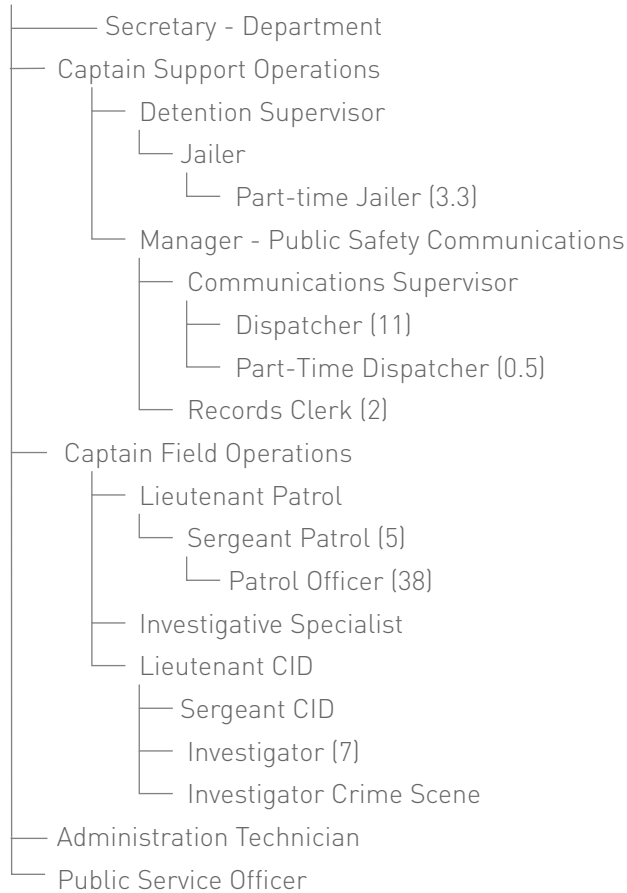 Secretary - Department
Captain Support Operations
Detention Supervisor
Jailer
Part-time Jailer (3.3)
Manager - Public Safety Communications
Communications Supervisor
Dispatcher (11)
Part-Time Dispatcher (0.5)
Records Clerk (2)
Captain Field Operations
Lieutenant Patrol
Sergeant Patrol (5)
Patrol Officer (38)
Investigative Specialist
Lieutenant CID
Sergeant CID
Investigator (7)
Investigator Crime Scene
Administration Technician
Public Service Officer